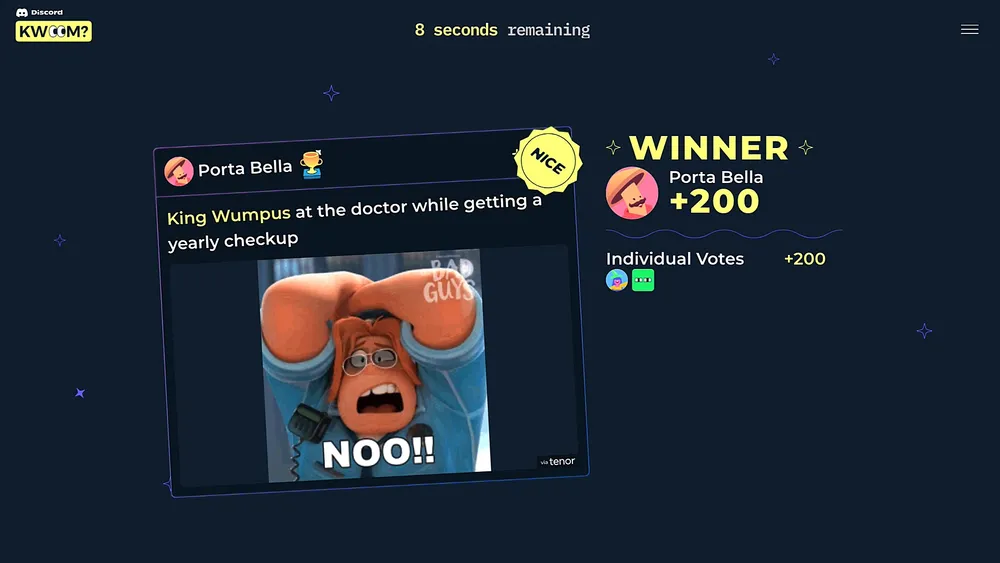 Discord
KWOOM?
8 seconds remaining
Porta Bella
NICE
King Wumpus at the doctor while getting a
yearly checkup
BAD
GUYS
NOO!!
via tenor
WINNER
Porta Bella
+200
Individual Votes +200